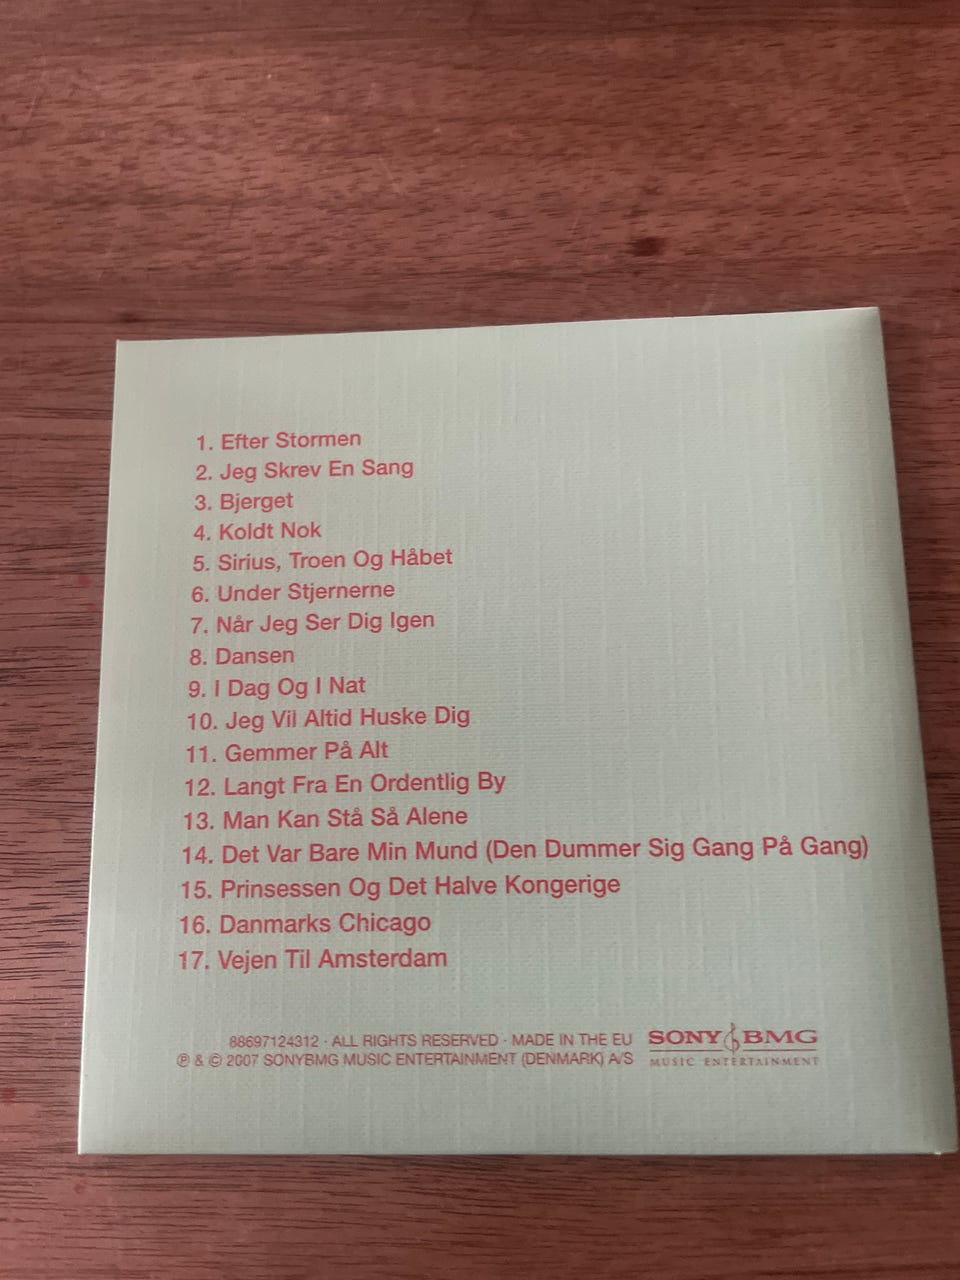 1. Efter Stormen
2. Jeg Skrev En Sang
3. Bjerget
4. Koldt Nok
5. Sirius, Troen Og Håbet
6. Under Stjernerne
7. Når Jeg Ser Dig Igen
8. Dansen
9. I Dag Og I Nat
10. Jeg Vil Altid Huske Dig
11. Gemmer På Alt
12. Langt Fra En Ordentlig By
13. Man Kan Stå Så Alene
14. Det Var Bare Min Mund (Den Dummer Sig Gang På Gang)
15. Prinsessen Og Det Halve Kongerige
16. Danmarks Chicago
17. Vejen Til Amsterdam
88697124312 · ALL RIGHTS RESERVED · MADE IN THE EU
℗ & © 2007 SONYBMG MUSIC ENTERTAINMENT (DENMARK) A/S
SONY BMG
MUSIC ENTERTAINMENT